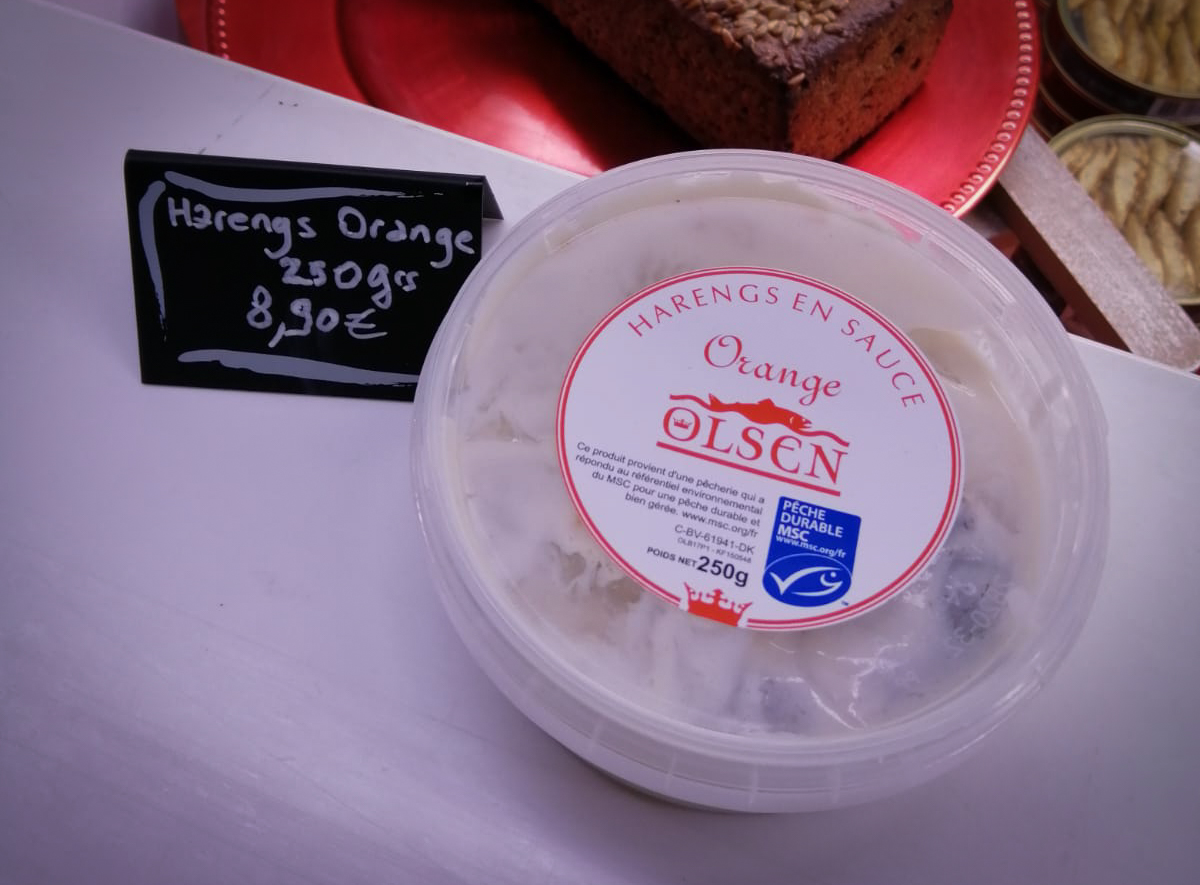 Harengs Orange
250grs
8,90€
HARENGS EN SAUCE
Orange
OLSEN
Ce produit provient d'une pêcherie qui a
répondu au référentiel environnemental
du MSC pour une pêche durable et
bien gérée. www.msc.org/fr
C-BV-61941-DK
POIDS NET 250g
PÊCHE
DURABLE
MSC
www.msc.org/fr
™